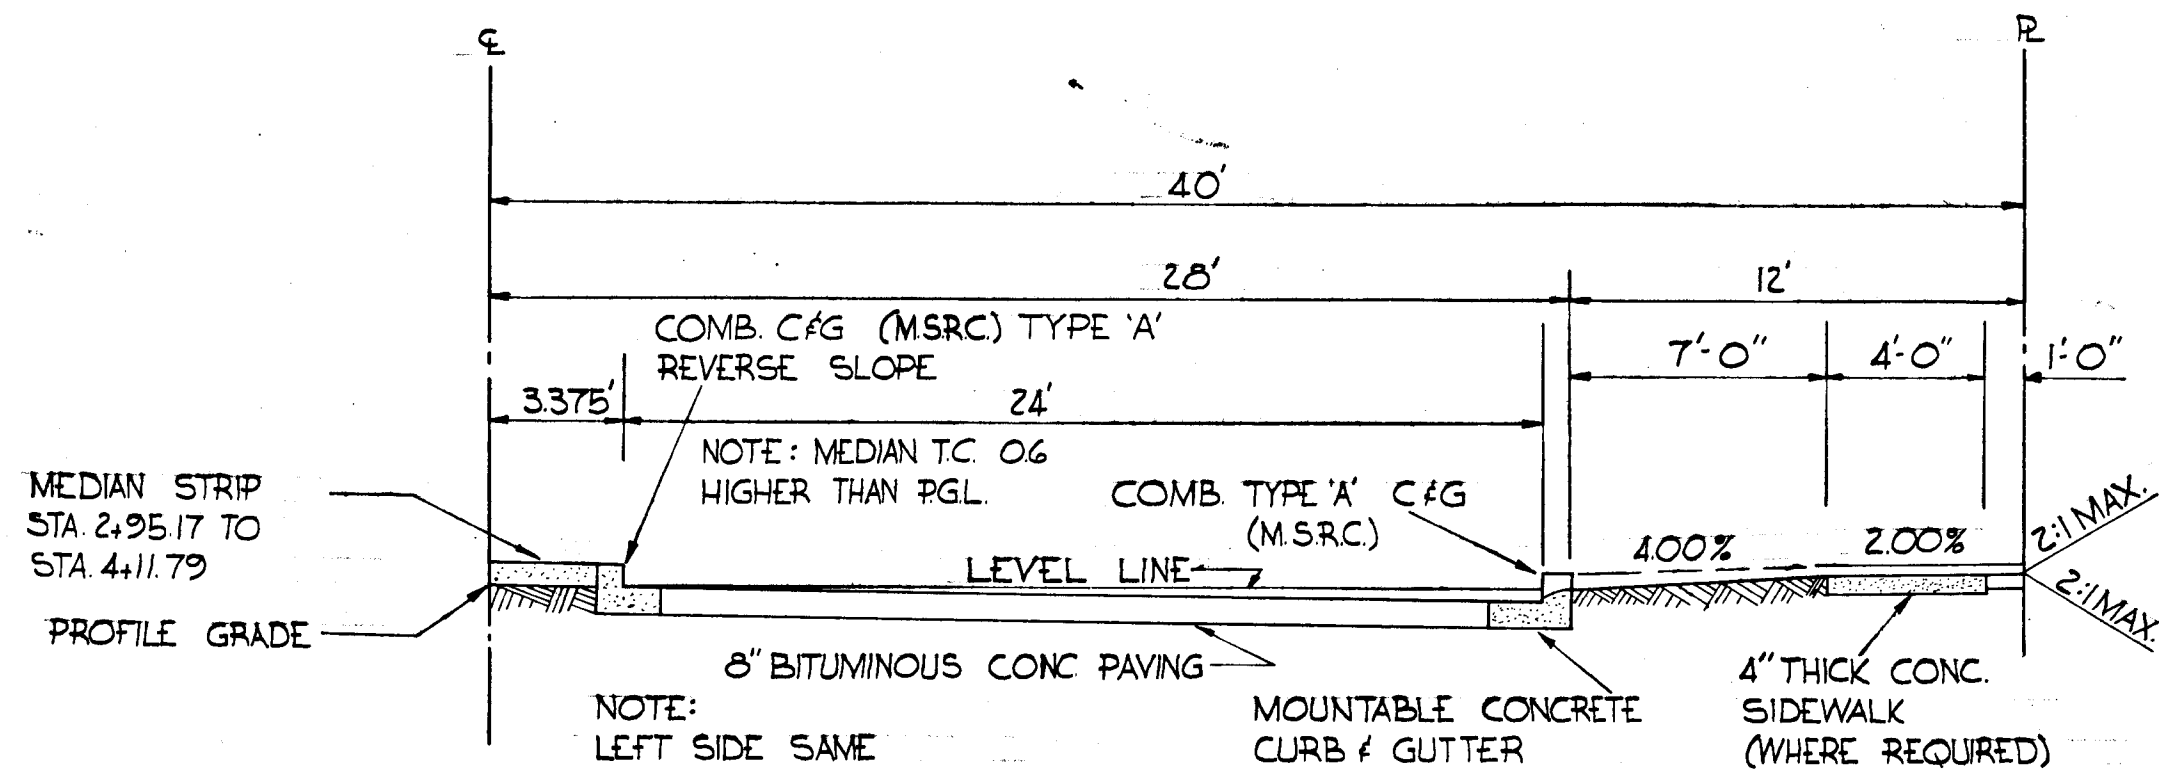 ℄
PL
40'
28'
12'
COMB. C&G (M.S.R.C.) TYPE 'A'
REVERSE SLOPE
7'-0"
4'-0"
1'-0"
3.375'
24'
NOTE: MEDIAN T.C. 0.6
HIGHER THAN P.G.L.
MEDIAN STRIP
STA. 2+95.17 TO
STA. 4+11.79
COMB. TYPE 'A' C&G
(M.S.R.C.)
LEVEL LINE
4.00%
2.00%
2:1 MAX.
2:1 MAX.
PROFILE GRADE
8" BITUMINOUS CONC. PAVING
NOTE:
LEFT SIDE SAME
MOUNTABLE CONCRETE
CURB & GUTTER
4" THICK CONC.
SIDEWALK
(WHERE REQUIRED)